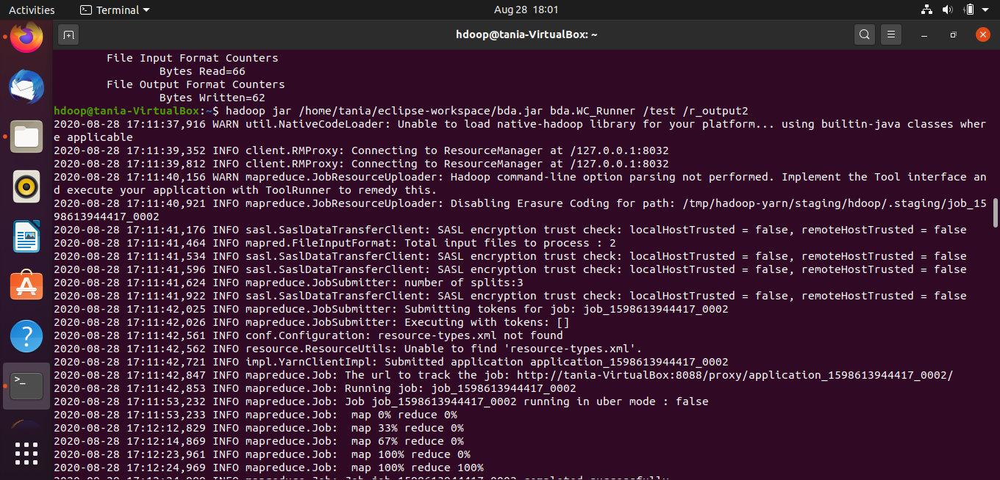 Activities Terminal Aug 28 18:01
hdoop@tania-VirtualBox: ~
File Input Format Counters
Bytes Read=66
File Output Format Counters
Bytes Written=62
hdoop@tania-VirtualBox:~$ hadoop jar /home/tania/eclipse-workspace/bda.jar bda.WC_Runner /test /r_output2
2020-08-28 17:11:37,916 WARN util.NativeCodeLoader: Unable to load native-hadoop library for your platform... using builtin-java classes wher
e applicable
2020-08-28 17:11:39,352 INFO client.RMProxy: Connecting to ResourceManager at /127.0.0.1:8032
2020-08-28 17:11:39,812 INFO client.RMProxy: Connecting to ResourceManager at /127.0.0.1:8032
2020-08-28 17:11:40,156 WARN mapreduce.JobResourceUploader: Hadoop command-line option parsing not performed. Implement the Tool interface an
d execute your application with ToolRunner to remedy this.
2020-08-28 17:11:40,921 INFO mapreduce.JobResourceUploader: Disabling Erasure Coding for path: /tmp/hadoop-yarn/staging/hdoop/.staging/job_15
98613944417_0002
2020-08-28 17:11:41,176 INFO sasl.SaslDataTransferClient: SASL encryption trust check: localHostTrusted = false, remoteHostTrusted = false
2020-08-28 17:11:41,464 INFO mapred.FileInputFormat: Total input files to process : 2
2020-08-28 17:11:41,534 INFO sasl.SaslDataTransferClient: SASL encryption trust check: localHostTrusted = false, remoteHostTrusted = false
2020-08-28 17:11:41,596 INFO sasl.SaslDataTransferClient: SASL encryption trust check: localHostTrusted = false, remoteHostTrusted = false
2020-08-28 17:11:41,624 INFO mapreduce.JobSubmitter: number of splits:3
2020-08-28 17:11:41,922 INFO sasl.SaslDataTransferClient: SASL encryption trust check: localHostTrusted = false, remoteHostTrusted = false
2020-08-28 17:11:42,025 INFO mapreduce.JobSubmitter: Submitting tokens for job: job_1598613944417_0002
2020-08-28 17:11:42,026 INFO mapreduce.JobSubmitter: Executing with tokens: []
2020-08-28 17:11:42,561 INFO conf.Configuration: resource-types.xml not found
2020-08-28 17:11:42,562 INFO resource.ResourceUtils: Unable to find 'resource-types.xml'.
2020-08-28 17:11:42,721 INFO impl.YarnClientImpl: Submitted application application_1598613944417_0002
2020-08-28 17:11:42,847 INFO mapreduce.Job: The url to track the job: http://tania-VirtualBox:8088/proxy/application_1598613944417_0002/
2020-08-28 17:11:42,853 INFO mapreduce.Job: Running job: job_1598613944417_0002
2020-08-28 17:11:53,232 INFO mapreduce.Job: Job job_1598613944417_0002 running in uber mode : false
2020-08-28 17:11:53,233 INFO mapreduce.Job:  map 0% reduce 0%
2020-08-28 17:12:12,829 INFO mapreduce.Job:  map 33% reduce 0%
2020-08-28 17:12:14,869 INFO mapreduce.Job:  map 67% reduce 0%
2020-08-28 17:12:23,961 INFO mapreduce.Job:  map 100% reduce 0%
2020-08-28 17:12:24,969 INFO mapreduce.Job:  map 100% reduce 100%